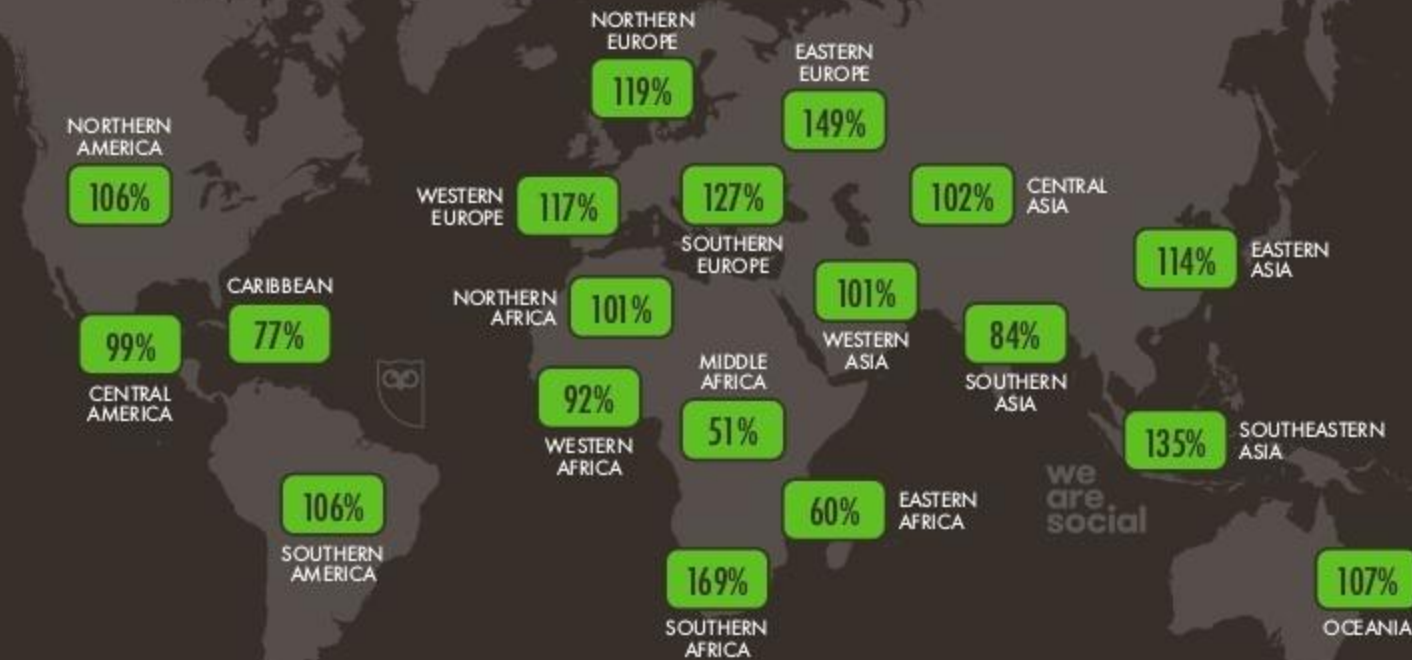 NORTHERN
EUROPE
119%
EASTERN
EUROPE
149%
NORTHERN
AMERICA
106%
WESTERN
EUROPE
117%
127%
SOUTHERN
EUROPE
102%
CENTRAL
ASIA
114%
EASTERN
ASIA
CARIBBEAN
77%
99%
CENTRAL
AMERICA
NORTHERN
AFRICA
101%
101%
WESTERN
ASIA
84%
SOUTHERN
ASIA
92%
WESTERN
AFRICA
MIDDLE
AFRICA
51%
135%
SOUTHEASTERN
ASIA
we
are
social
106%
SOUTHERN
AMERICA
60%
EASTERN
AFRICA
169%
SOUTHERN
AFRICA
107%
OCEANIA